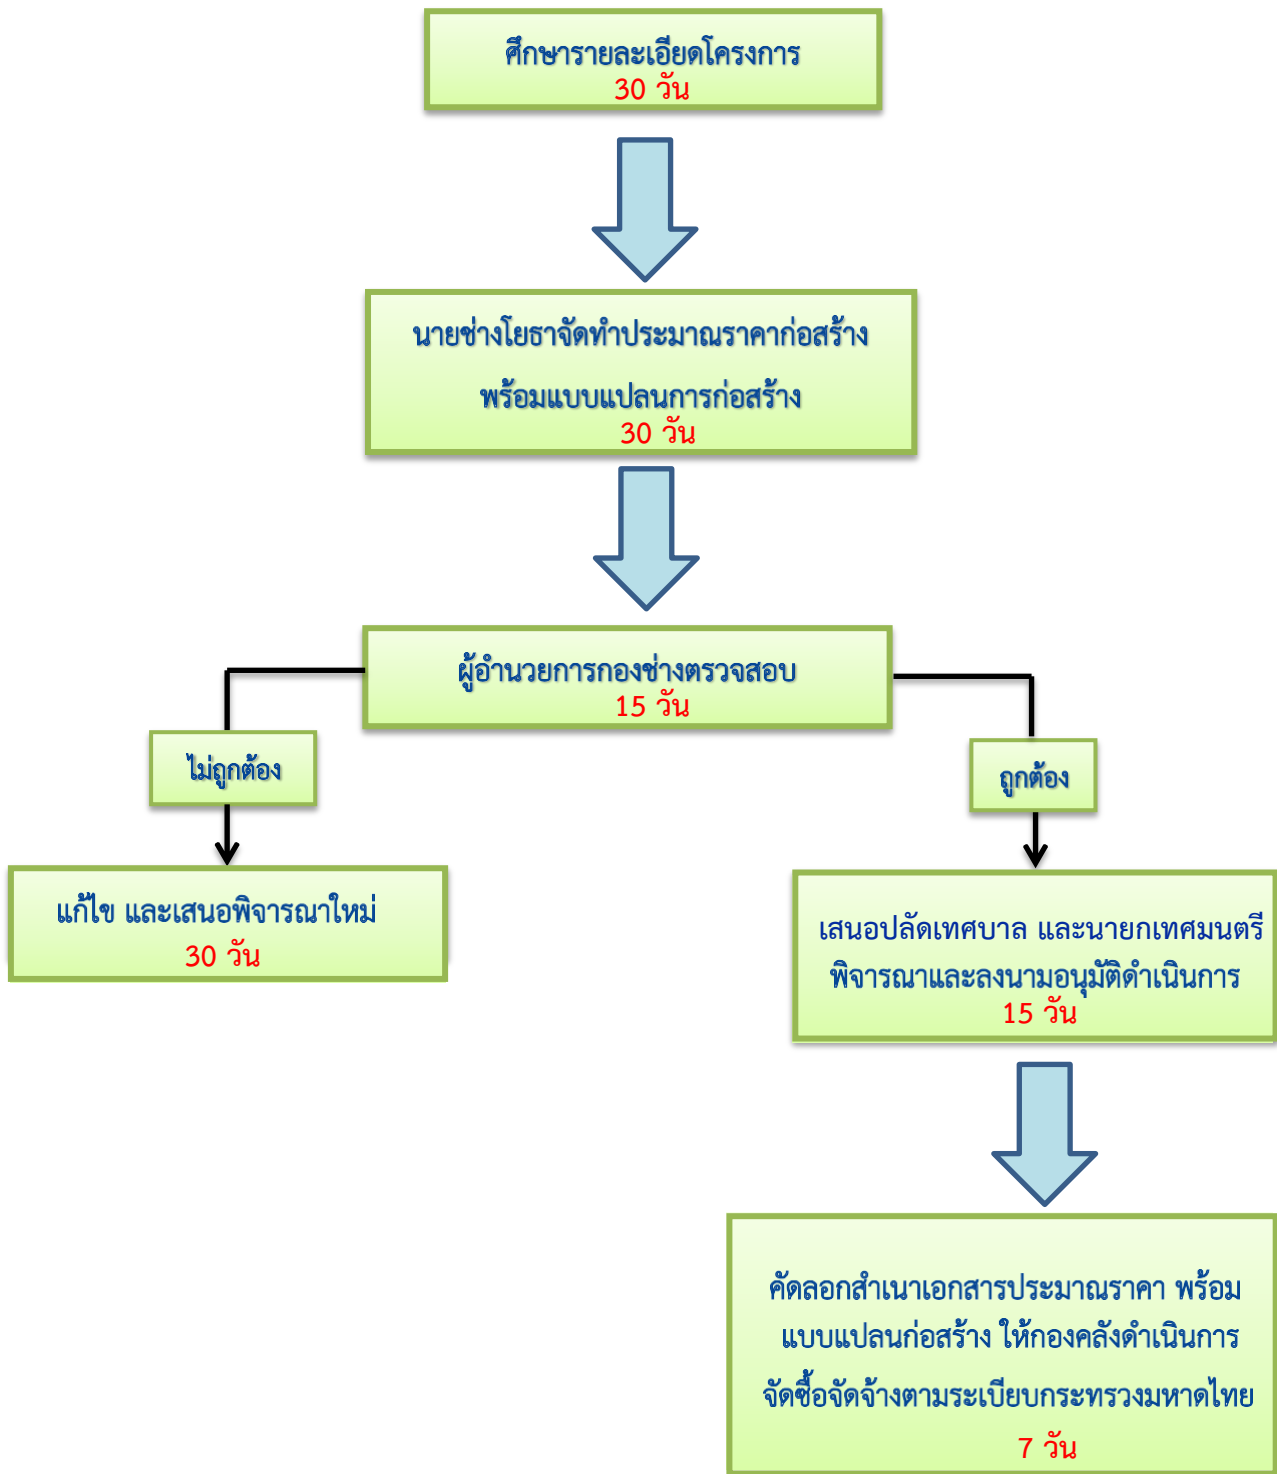 ศึกษารายละเอียดโครงการ
30 วัน
นายช่างโยธาจัดทำประมาณราคาก่อสร้าง
พร้อมแบบแปลนการก่อสร้าง
30 วัน
ผู้อำนวยการกองช่างตรวจสอบ
15 วัน
ไม่ถูกต้อง
ถูกต้อง
แก้ไข และเสนอพิจารณาใหม่
30 วัน
เสนอปลัดเทศบาล และนายกเทศมนตรี
พิจารณาและลงนามอนุมัติดำเนินการ
15 วัน
คัดลอกสำเนาเอกสารประมาณราคา พร้อม
แบบแปลนก่อสร้าง ให้กองคลังดำเนินการ
จัดซื้อจัดจ้างตามระเบียบกระทรวงมหาดไทย
7 วัน